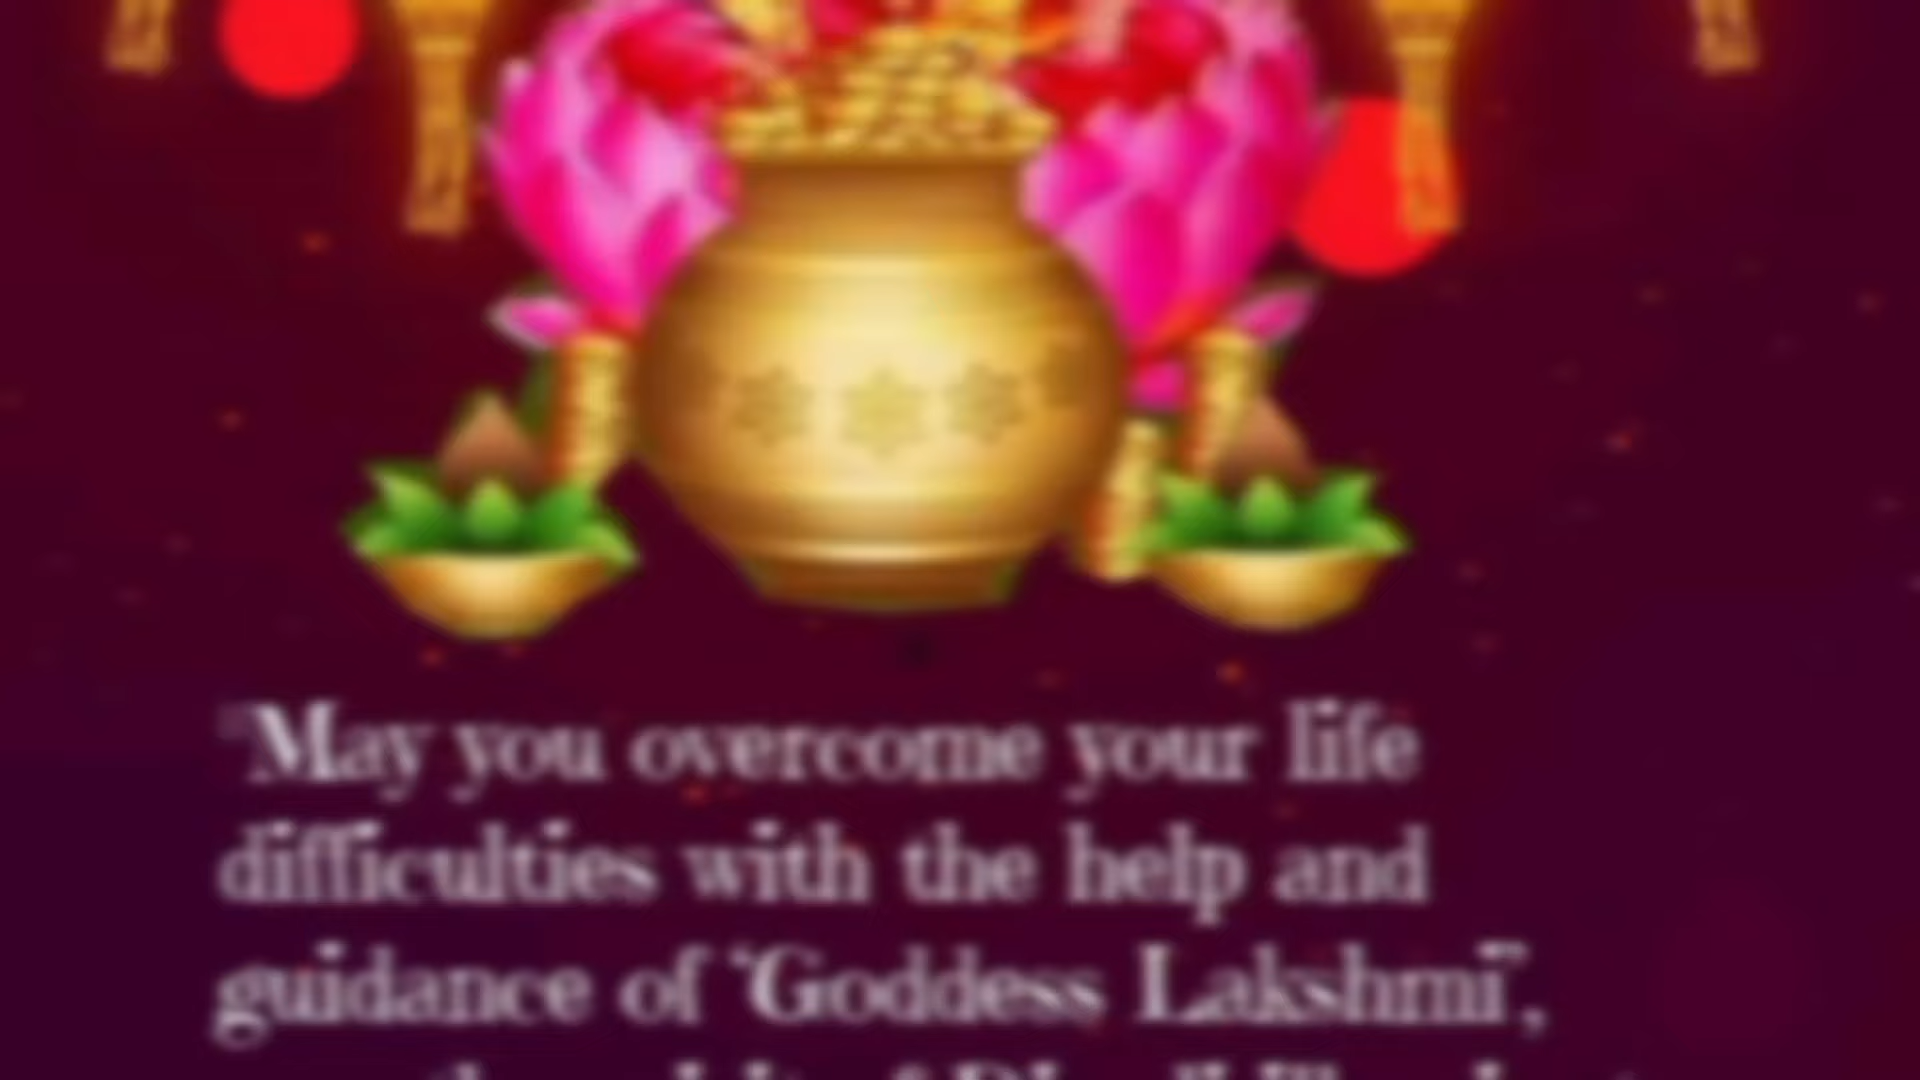 "May you overcome your life
difficulties with the help and
guidance of "Goddess Lakshmi",